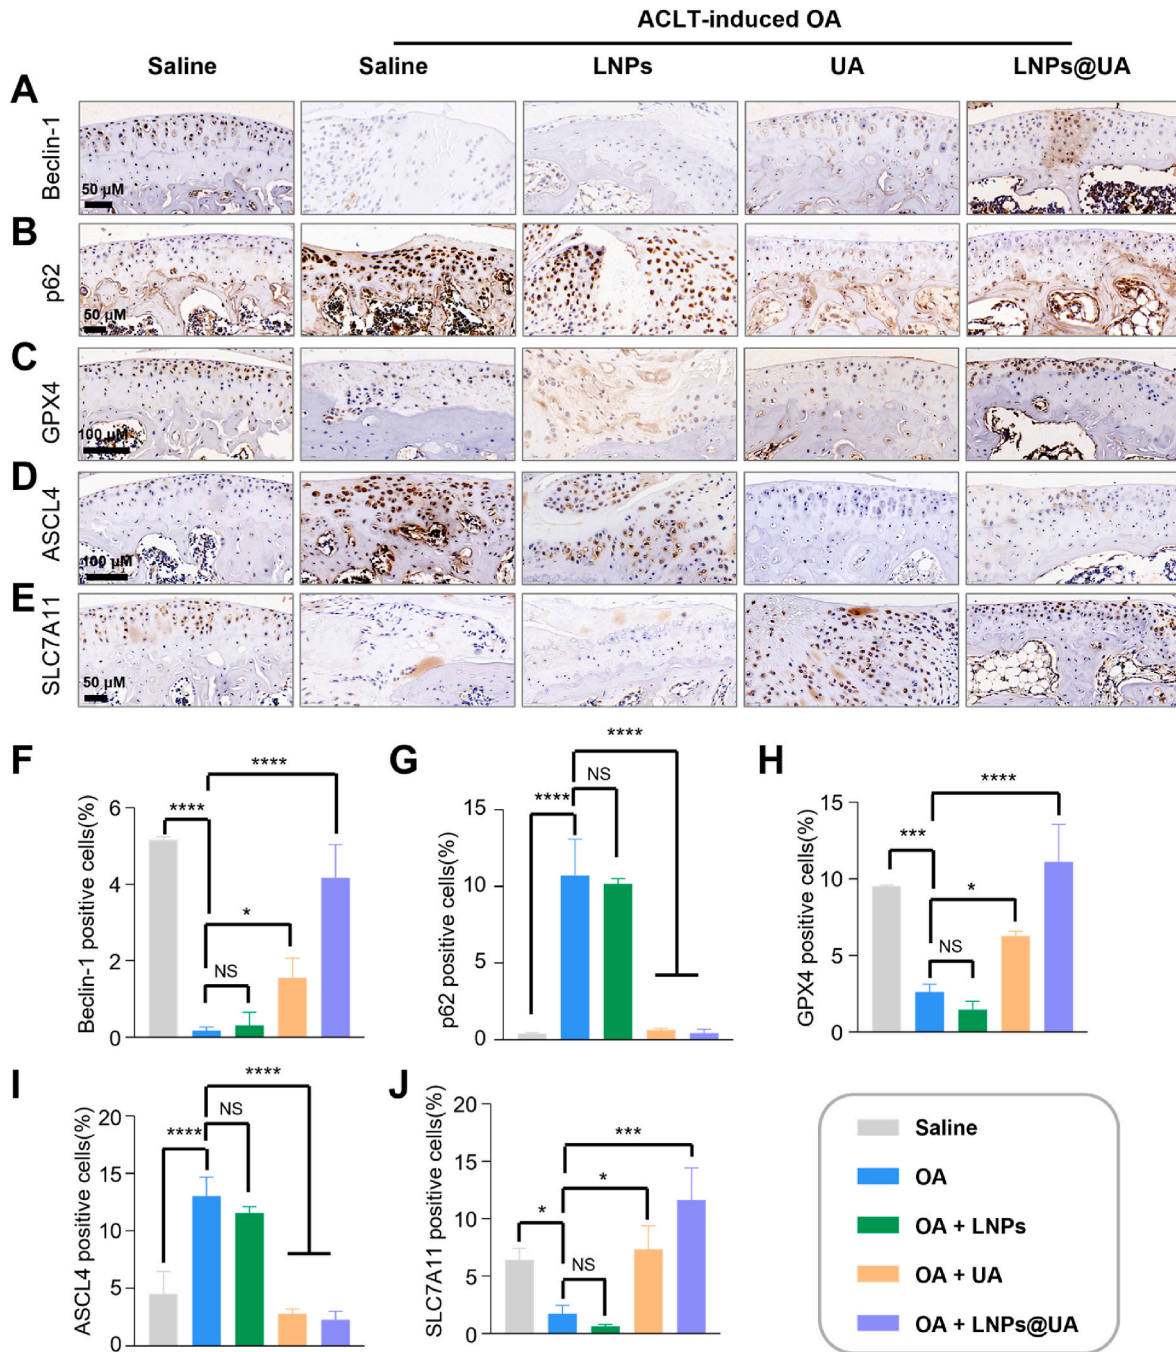 ACLT-induced OA
Saline Saline LNPs UA LNPs@UA
A
Beclin-1
50 μM
B
p62
50 μM
C
GPX4
100 μM
D
ASCL4
100 μM
E
SLC7A11
50 μM
F
Beclin-1 positive cells(%)
6
4
2
0
****
****
*
NS
G
p62 positive cells(%)
15
10
5
0
****
NS
****
H
GPX4 positive cells(%)
15
10
5
0
****
***
*
NS
I
ASCL4 positive cells(%)
20
15
10
5
0
****
NS
****
J
SLC7A11 positive cells(%)
20
15
10
5
0
***
*
*
NS
Saline
OA
OA + LNPs
OA + UA
OA + LNPs@UA